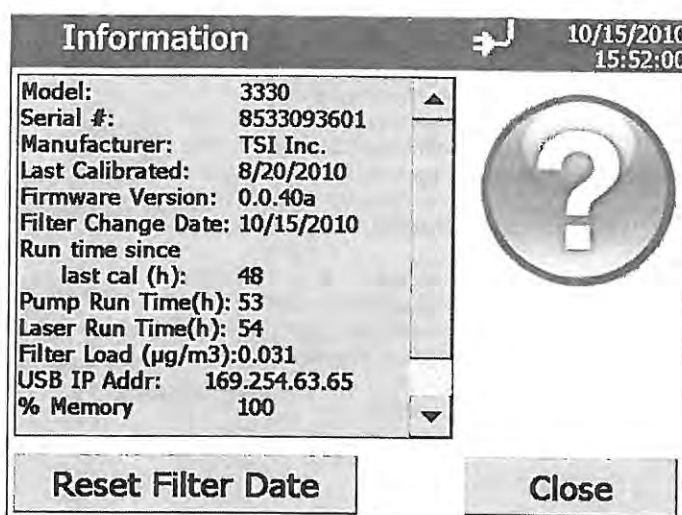 Information
10/15/2010
15:52:00
Model: 3330
Serial #: 8533093601
Manufacturer: TSI Inc.
Last Calibrated: 8/20/2010
Firmware Version: 0.0.40a
Filter Change Date: 10/15/2010
Run time since
last cal (h): 48
Pump Run Time(h): 53
Laser Run Time(h): 54
Filter Load (µg/m3):0.031
USB IP Addr: 169.254.63.65
% Memory 100
?
Reset Filter Date
Close